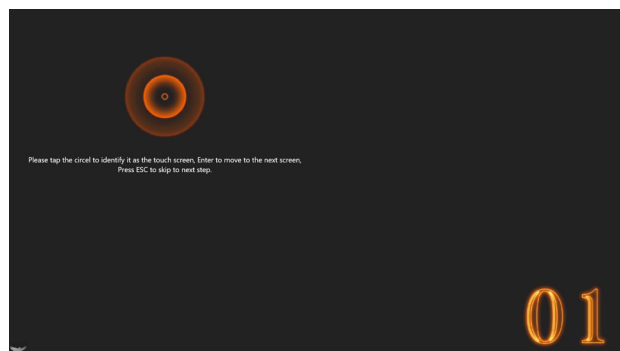 Please tap the circel to identify it as the touch screen, Enter to move to the next screen,
Press ESC to skip to next step.
01